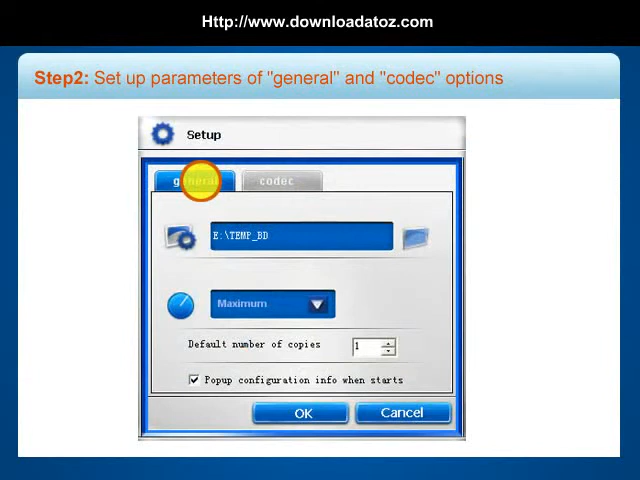 Http://www.downloadatoz.com
Step2: Set up parameters of "general" and "codec" options
Setup
general codec
E:\TEMP_BD
Maximum
Default number of copies 1
Popup configuration info when starts
OK Cancel